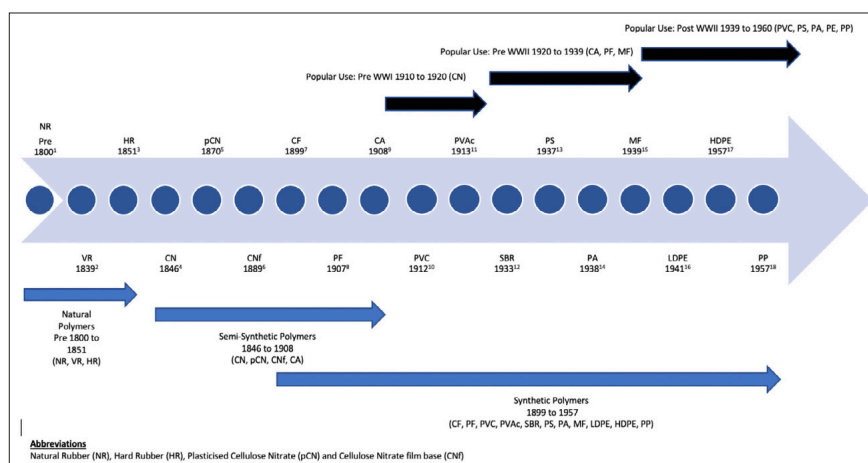 Popular Use: Post WWII 1939 to 1960 (PVC, PS, PA, PE, PP)
Popular Use: Pre WWII 1920 to 1939 (CA, PF, MF)
Popular Use: Pre WWI 1910 to 1920 (CN)
NR
Pre HR pCN CF CA PVAc PS MF HDPE
1800¹ 1851³ 1870⁵ 1899⁷ 1908⁹ 1913¹¹ 1937¹³ 1939¹⁵ 1957¹⁷
VR CN CNf PF PVC SBR PA LDPE PP
1839² 1846⁴ 1889⁶ 1907⁸ 1912¹⁰ 1933¹² 1938¹⁴ 1941¹⁶ 1957¹⁸
Natural
Polymers
Pre 1800 to
1851
(NR, VR, HR)
Semi-Synthetic Polymers
1846 to 1908
(CN, pCN, CNf, CA)
Synthetic Polymers
1899 to 1957
(CF, PF, PVC, PVAc, SBR, PS, PA, MF, LDPE, HDPE, PP)
Abbreviations
Natural Rubber (NR), Hard Rubber (HR), Plasticised Cellulose Nitrate (pCN) and Cellulose Nitrate film base (CNf)